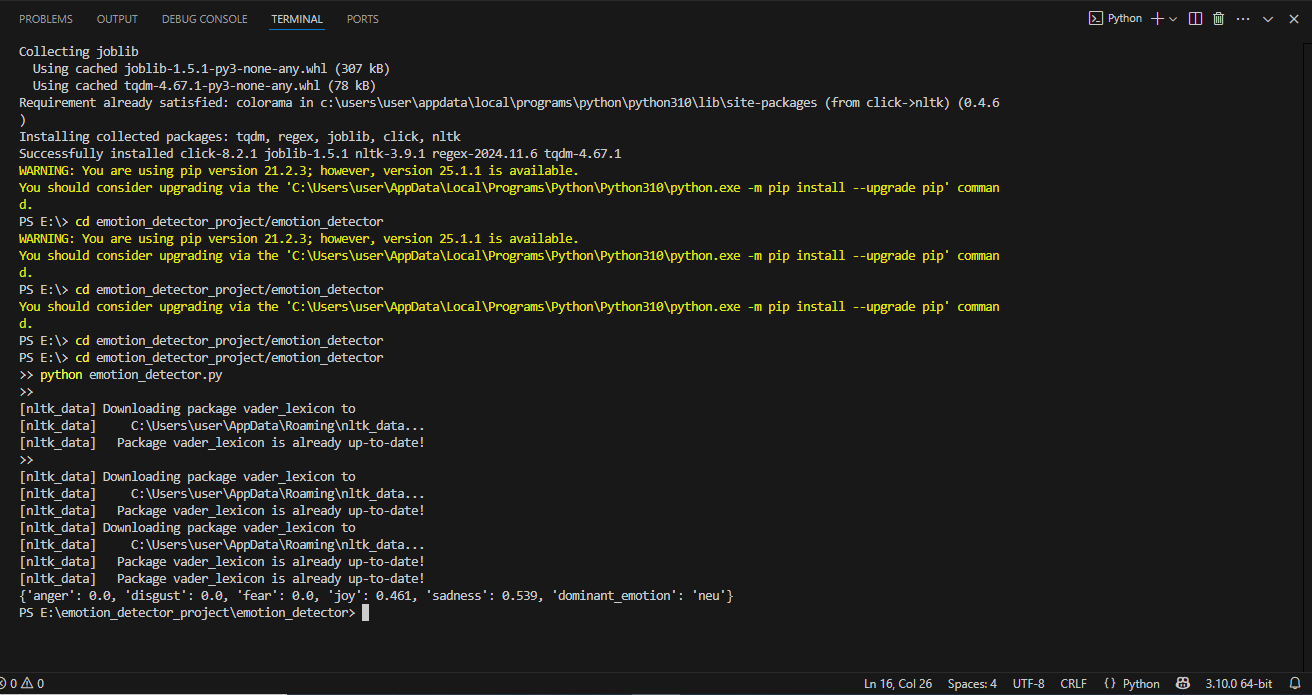 PROBLEMS OUTPUT DEBUG CONSOLE TERMINAL PORTS Python
Collecting joblib
  Using cached joblib-1.5.1-py3-none-any.whl (307 kB)
  Using cached tqdm-4.67.1-py3-none-any.whl (78 kB)
Requirement already satisfied: colorama in c:\users\user\appdata\local\programs\python\python310\lib\site-packages (from click->nltk) (0.4.6
)
Installing collected packages: tqdm, regex, joblib, click, nltk
Successfully installed click-8.2.1 joblib-1.5.1 nltk-3.9.1 regex-2024.11.6 tqdm-4.67.1
WARNING: You are using pip version 21.2.3; however, version 25.1.1 is available.
You should consider upgrading via the 'C:\Users\user\AppData\Local\Programs\Python\Python310\python.exe -m pip install --upgrade pip' comman
d.
PS E:\> cd emotion_detector_project/emotion_detector
WARNING: You are using pip version 21.2.3; however, version 25.1.1 is available.
You should consider upgrading via the 'C:\Users\user\AppData\Local\Programs\Python\Python310\python.exe -m pip install --upgrade pip' comman
d.
PS E:\> cd emotion_detector_project/emotion_detector
You should consider upgrading via the 'C:\Users\user\AppData\Local\Programs\Python\Python310\python.exe -m pip install --upgrade pip' comman
d.
PS E:\> cd emotion_detector_project/emotion_detector
PS E:\> cd emotion_detector_project/emotion_detector
>> python emotion_detector.py
>>
[nltk_data] Downloading package vader_lexicon to
[nltk_data]     C:\Users\user\AppData\Roaming\nltk_data...
[nltk_data]   Package vader_lexicon is already up-to-date!
>>
[nltk_data] Downloading package vader_lexicon to
[nltk_data]     C:\Users\user\AppData\Roaming\nltk_data...
[nltk_data]   Package vader_lexicon is already up-to-date!
[nltk_data] Downloading package vader_lexicon to
[nltk_data]     C:\Users\user\AppData\Roaming\nltk_data...
[nltk_data]   Package vader_lexicon is already up-to-date!
[nltk_data]   Package vader_lexicon is already up-to-date!
{'anger': 0.0, 'disgust': 0.0, 'fear': 0.0, 'joy': 0.461, 'sadness': 0.539, 'dominant_emotion': 'neu'}
PS E:\emotion_detector_project\emotion_detector>
0 0 Ln 16, Col 26 Spaces: 4 UTF-8 CRLF {} Python 3.10.0 64-bit